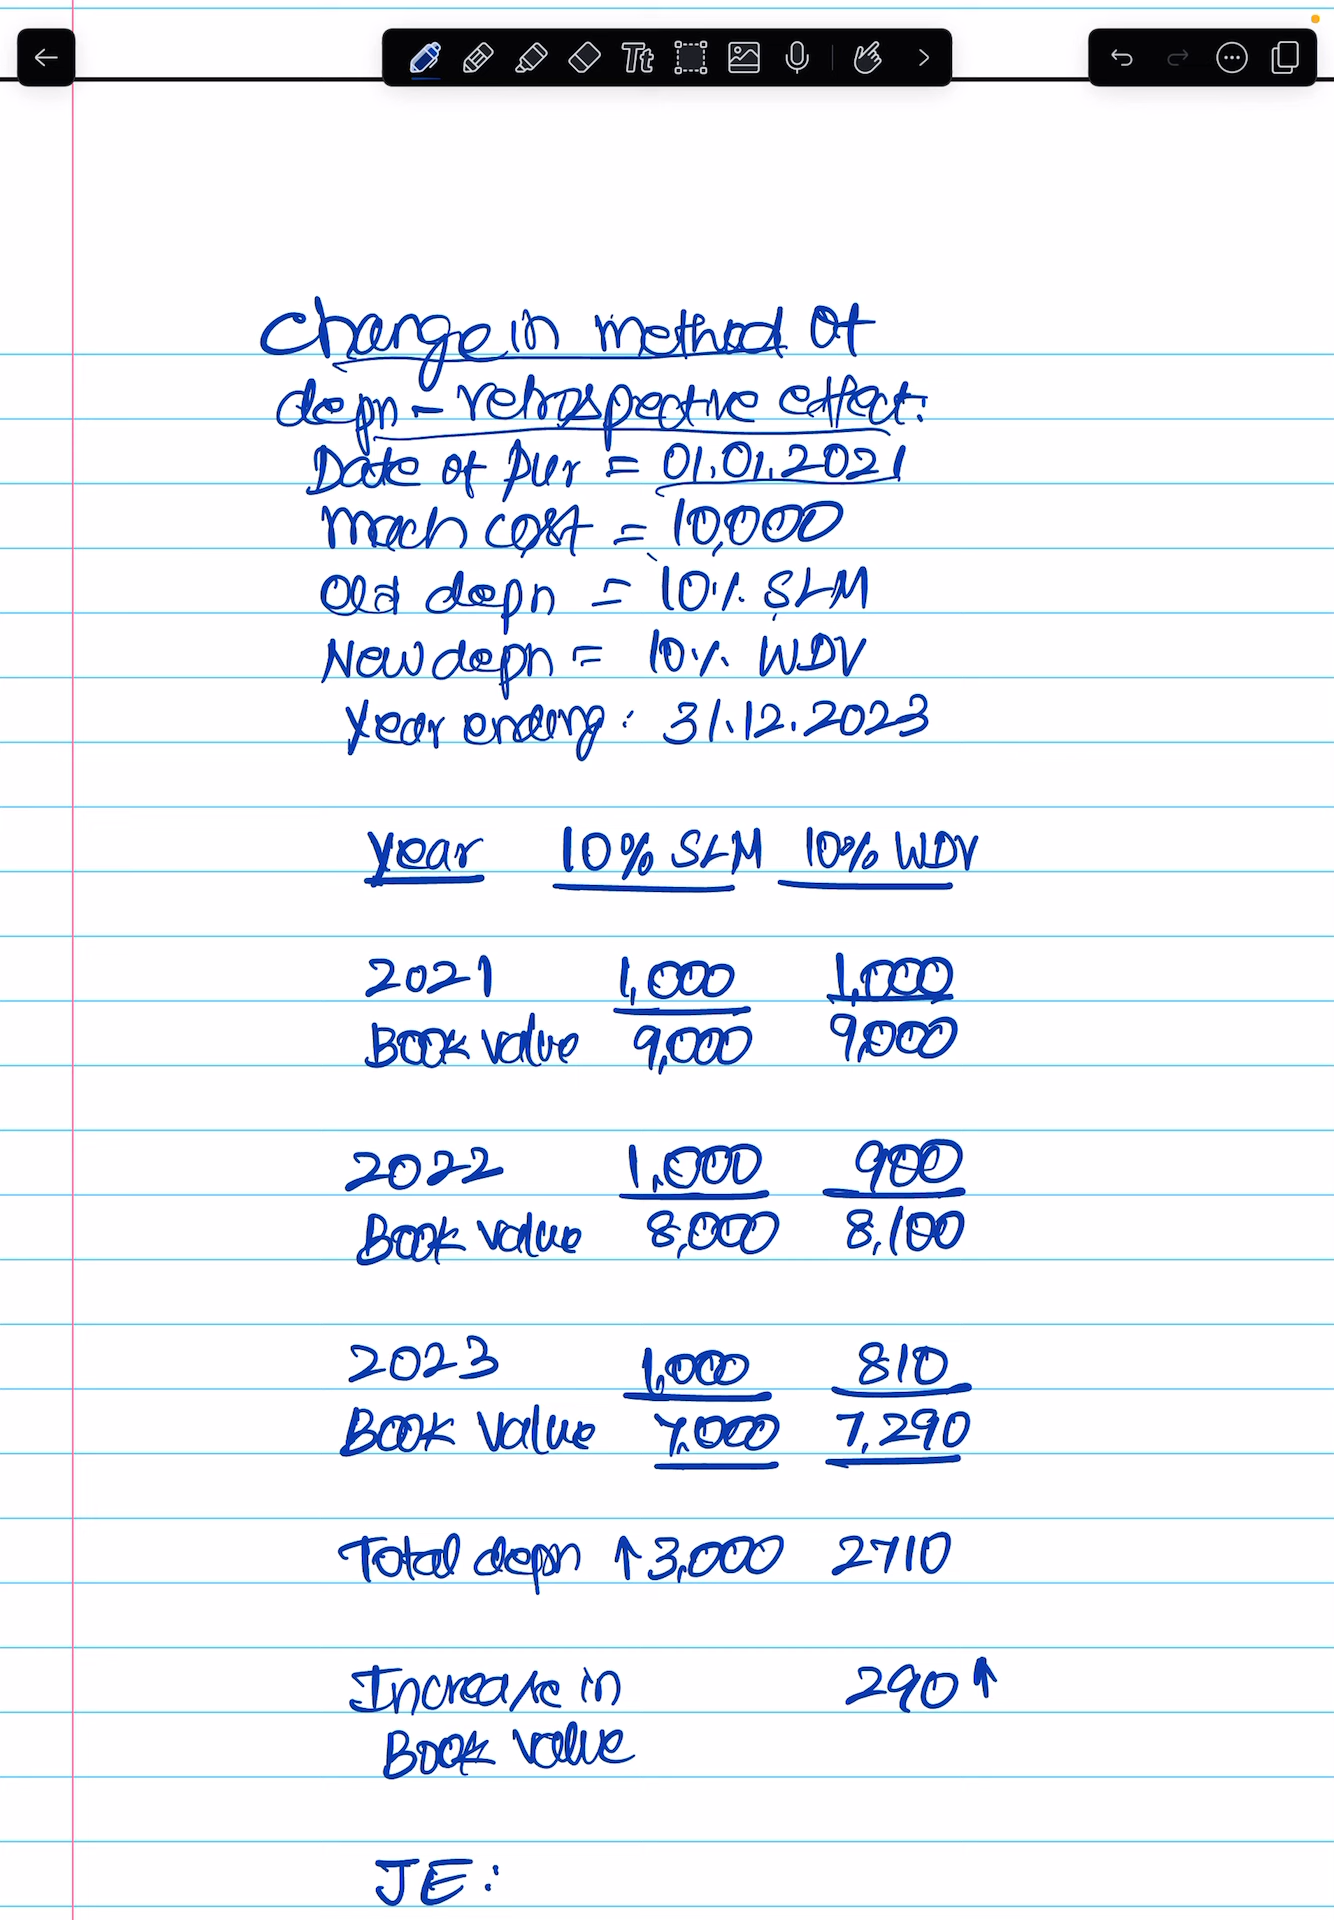 Tt
Change in method of
depn - retrospective effect:
Date of pur = 01.01.2021
Mach cost = 10,000
Old depn = 10% SLM
New depn = 10% WDV
Year ending: 31.12.2023
Year 10% SLM 10% WDV
2021 1,000 1,000
Book value 9,000 9,000
2022 1,000 900
Book value 8,000 8,100
2023 1,000 810
Book value 7,000 7,290
Total depn ↑ 3,000 2710
Increase in 290 ↑
Book value
JE: